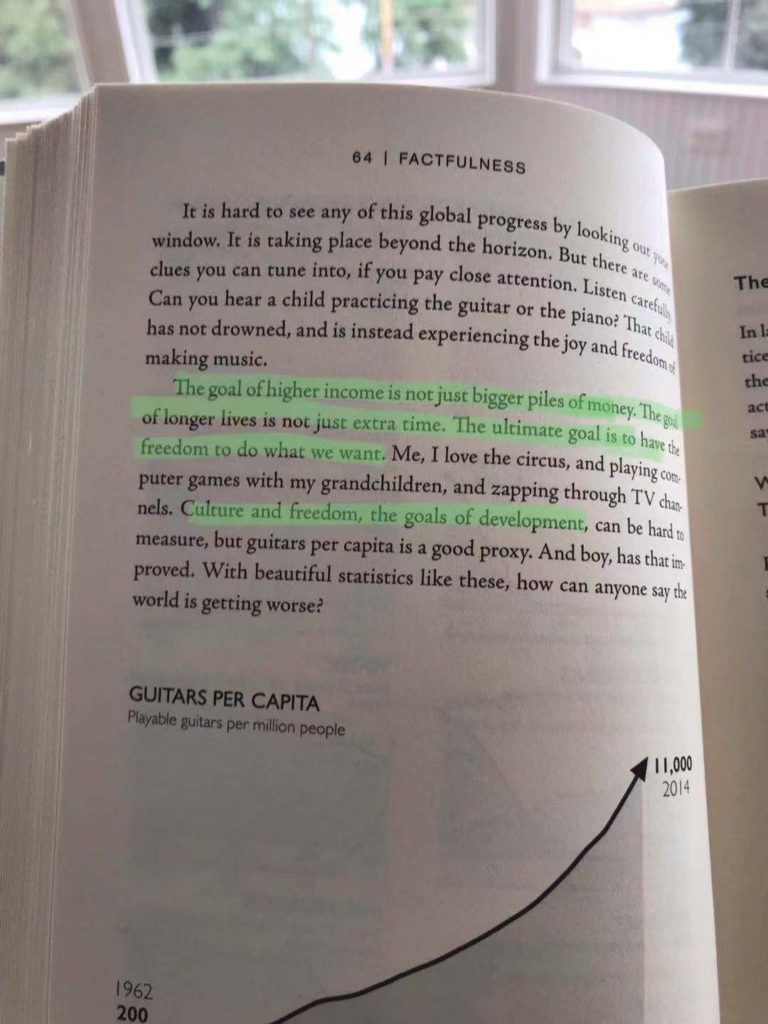 64 | FACTFULNESS
It is hard to see any of this global progress by looking out your
window. It is taking place beyond the horizon. But there are some
clues you can tune into, if you pay close attention. Listen carefully.
Can you hear a child practicing the guitar or the piano? That child
has not drowned, and is instead experiencing the joy and freedom of
making music.
The goal of higher income is not just bigger piles of money. The goal
of longer lives is not just extra time. The ultimate goal is to have the
freedom to do what we want. Me, I love the circus, and playing com-
puter games with my grandchildren, and zapping through TV chan-
nels. Culture and freedom, the goals of development, can be hard to
measure, but guitars per capita is a good proxy. And boy, has that im-
proved. With beautiful statistics like these, how can anyone say the
world is getting worse?
GUITARS PER CAPITA
Playable guitars per million people
11,000
2014
1962
200
The
In
the